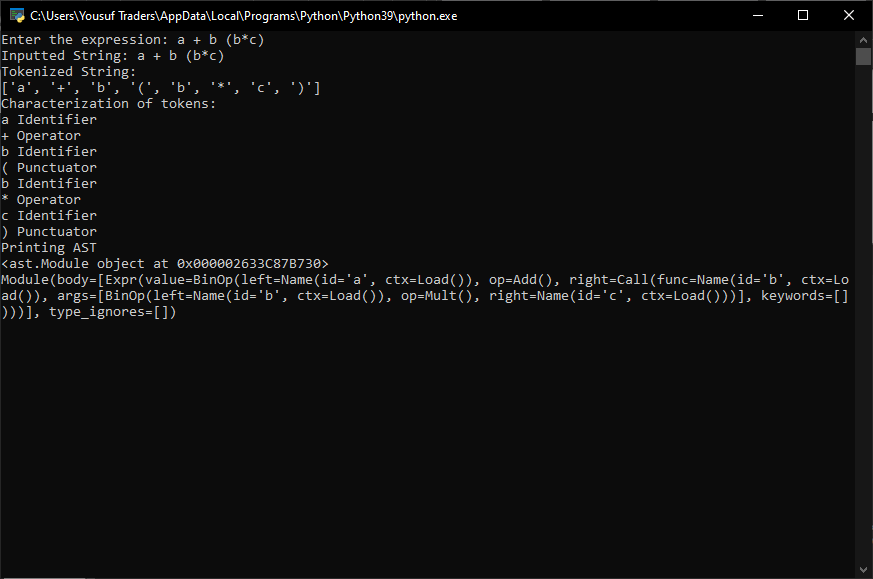 C:\Users\Yousuf Traders\AppData\Local\Programs\Python\Python39\python.exe
Enter the expression: a + b (b*c)
Inputted String: a + b (b*c)
Tokenized String:
['a', '+', 'b', '(', 'b', '*', 'c', ')']
Characterization of tokens:
a Identifier
+ Operator
b Identifier
( Punctuator
b Identifier
* Operator
c Identifier
) Punctuator
Printing AST
<ast.Module object at 0x000002633C87B730>
Module(body=[Expr(value=BinOp(left=Name(id='a', ctx=Load()), op=Add(), right=Call(func=Name(id='b', ctx=Lo
ad()), args=[BinOp(left=Name(id='b', ctx=Load()), op=Mult(), right=Name(id='c', ctx=Load()))], keywords=[]
)))], type_ignores=[])